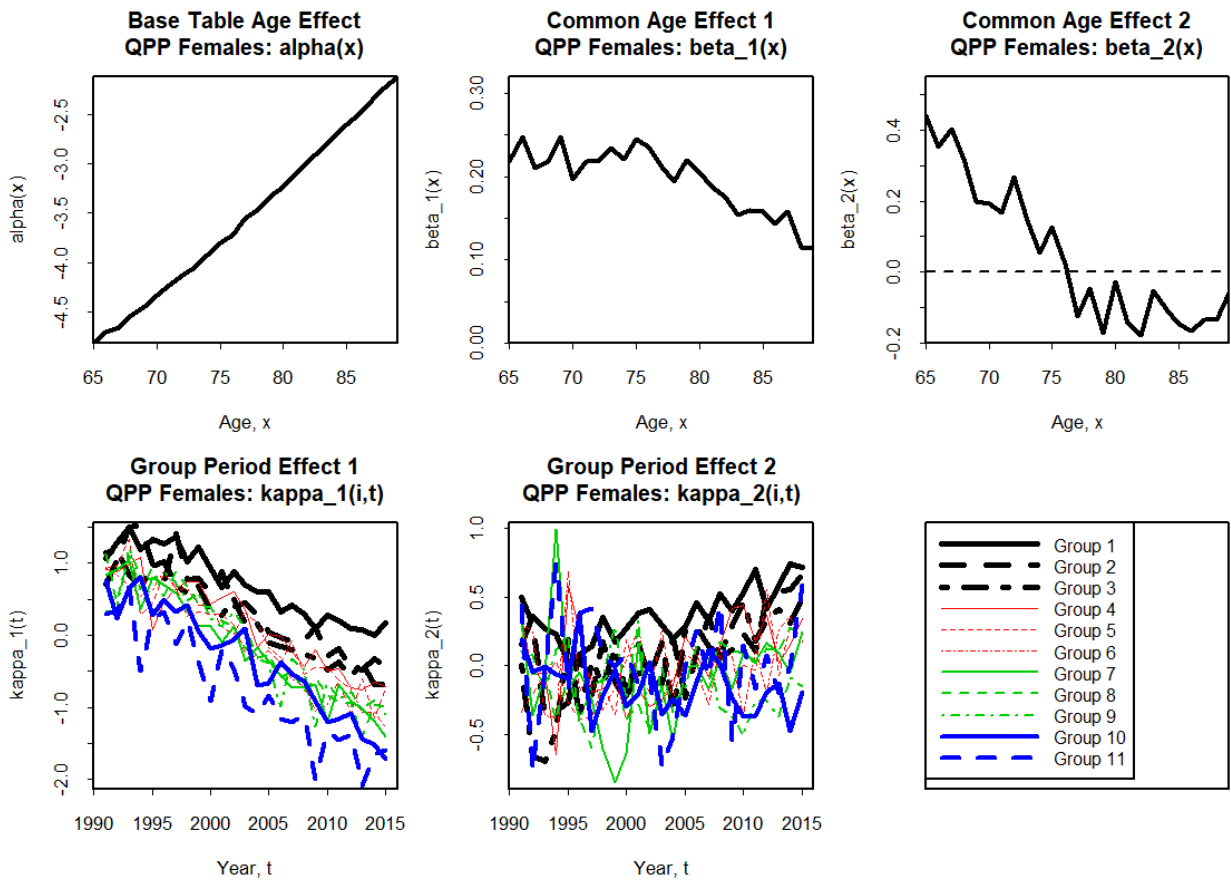 Base Table Age Effect
QPP Females: alpha(x)
alpha(x)
-2.5
-3.0
-3.5
-4.0
-4.5
65 70 75 80 85
Age, x
Common Age Effect 1
QPP Females: beta_1(x)
beta_1(x)
0.30
0.20
0.10
0.00
65 70 75 80 85
Age, x
Common Age Effect 2
QPP Females: beta_2(x)
beta_2(x)
0.4
0.2
0.0
-0.2
65 70 75 80 85
Age, x
Group Period Effect 1
QPP Females: kappa_1(i,t)
kappa_1(t)
1.0
0.0
-1.0
-2.0
1990 1995 2000 2005 2010 2015
Year, t
Group Period Effect 2
QPP Females: kappa_2(i,t)
kappa_2(t)
1.0
0.5
0.0
-0.5
1990 1995 2000 2005 2010 2015
Year, t
Group 1
Group 2
Group 3
Group 4
Group 5
Group 6
Group 7
Group 8
Group 9
Group 10
Group 11